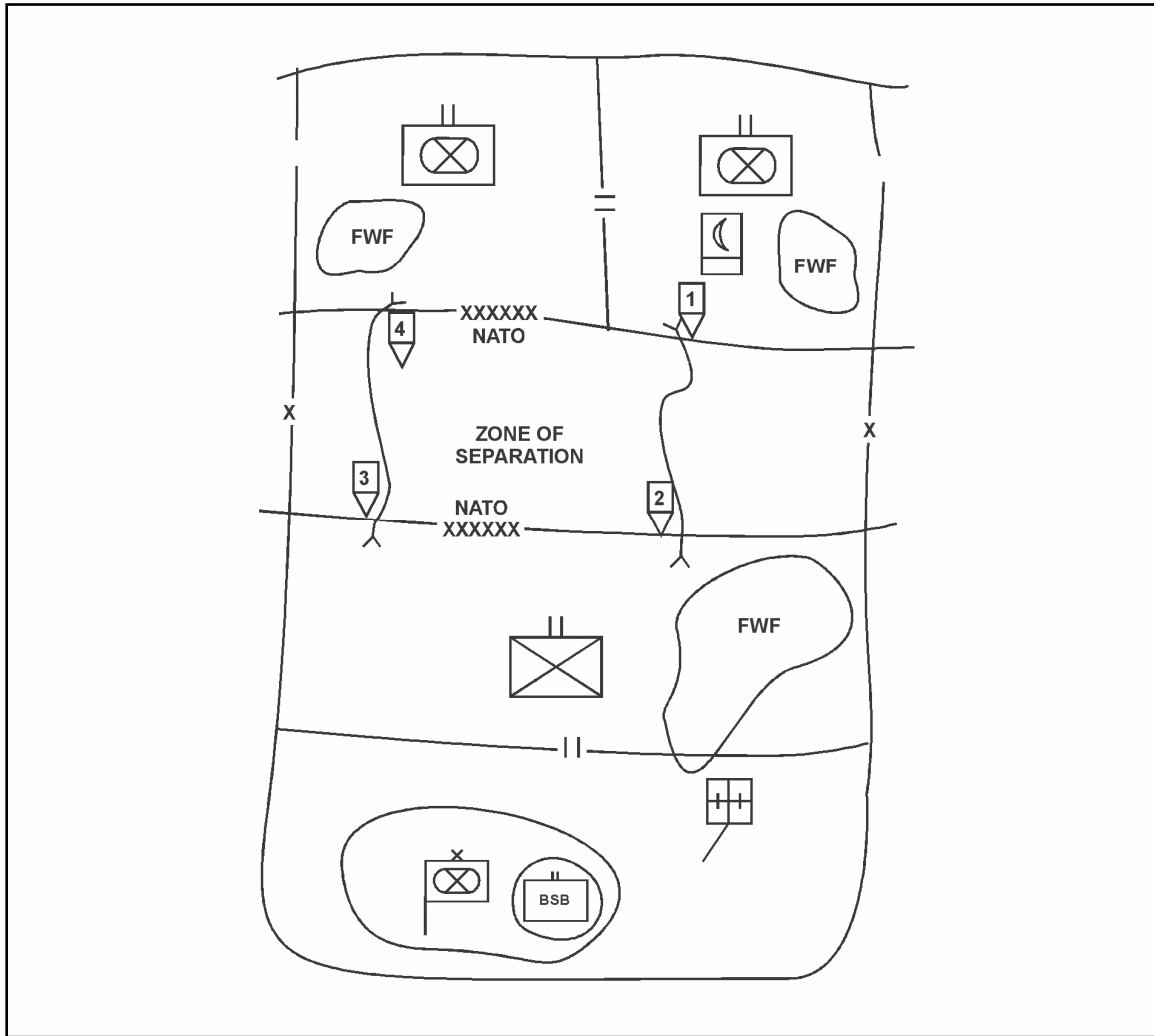 FWF
FWF
1
XXXXXX
NATO
4
X
X
ZONE OF
SEPARATION
3
2
NATO
XXXXXX
FWF
X
BSB